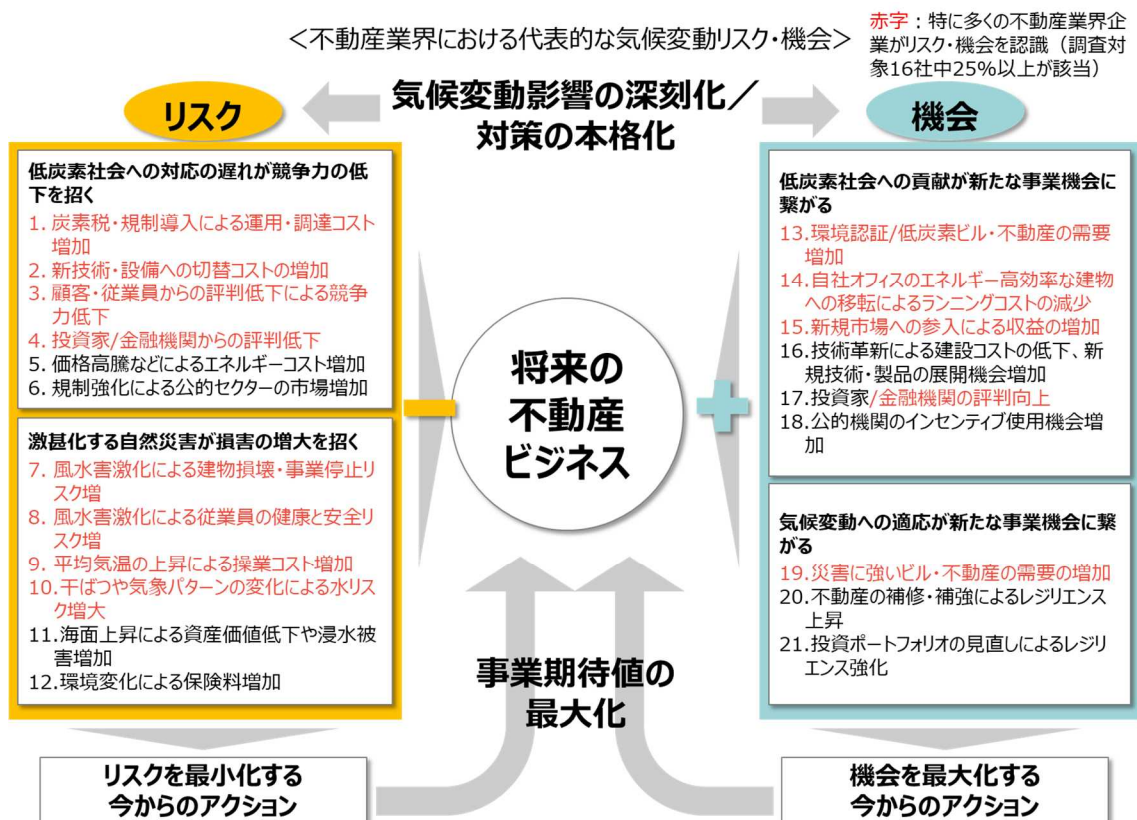 <不動産業界における代表的な気候変動リスク・機会>
赤字：特に多くの不動産業界企
業がリスク・機会を認識（調査対
象16社中25%以上が該当）
リスク
気候変動影響の深刻化／
対策の本格化
機会
低炭素社会への対応の遅れが競争力の低
下を招く
1. 炭素税・規制導入による運用・調達コスト
増加
2. 新技術・設備への切替コストの増加
3. 顧客・従業員からの評判低下による競争
力低下
4. 投資家/金融機関からの評判低下
5. 価格高騰などによるエネルギーコスト増加
6. 規制強化による公的セクターの市場増加
激甚化する自然災害が損害の増大を招く
7. 風水害激化による建物損壊・事業停止リ
スク増
8. 風水害激化による従業員の健康と安全リ
スク増
9. 平均気温の上昇による操業コスト増加
10.干ばつや気象パターンの変化による水リス
ク増大
11.海面上昇による資産価値低下や浸水被
害増加
12.環境変化による保険料増加
将来の
不動産
ビジネス
事業期待値の
最大化
低炭素社会への貢献が新たな事業機会に
繋がる
13.環境認証/低炭素ビル・不動産の需要
増加
14.自社オフィスのエネルギー高効率な建物
への移転によるランニングコストの減少
15.新規市場への参入による収益の増加
16.技術革新による建設コストの低下、新
規技術・製品の展開機会増加
17.投資家/金融機関の評判向上
18.公的機関のインセンティブ使用機会増
加
気候変動への適応が新たな事業機会に繋
がる
19.災害に強いビル・不動産の需要の増加
20.不動産の補修・補強によるレジリエンス
上昇
21.投資ポートフォリオの見直しによるレジリ
エンス強化
リスクを最小化する
今からのアクション
機会を最大化する
今からのアクション